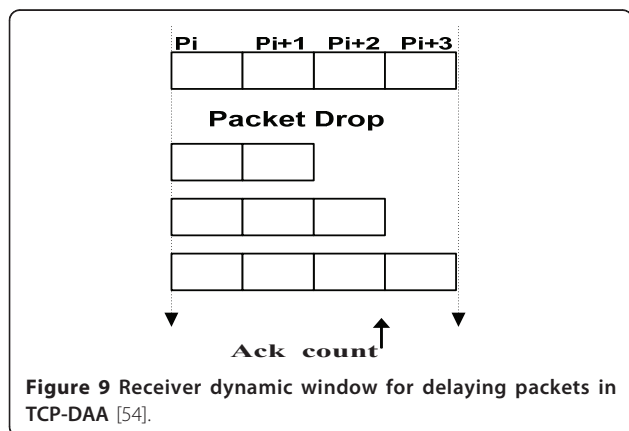 Pi Pi+1 Pi+2 Pi+3
Packet Drop
Ack count
Figure 9 Receiver dynamic window for delaying packets in
TCP-DAA [54].